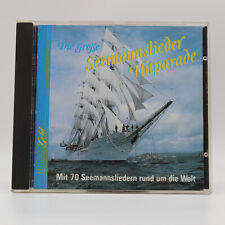 Die Große
Seemannslieder
Hitparade
Mit 70 Seemannsliedern rund um die Welt